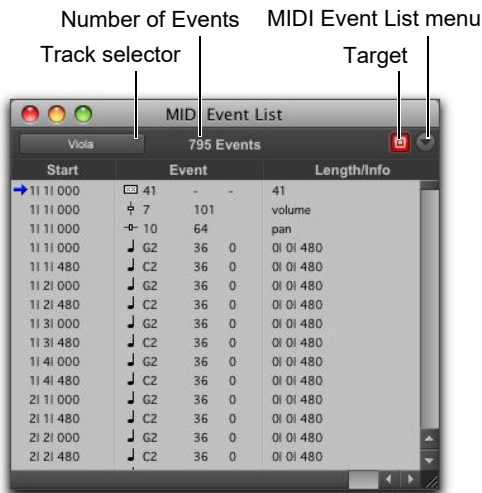 Number of Events MIDI Event List menu
Track selector Target
MIDI Event List
Viola 795 Events
Start Event Length/Info
1| 1| 000 41 - - 41
1| 1| 000 7 101 volume
1| 1| 000 10 64 pan
1| 1| 000 G2 36 0 0| 0| 480
1| 1| 480 C2 36 0 0| 0| 480
1| 2| 000 G2 36 0 0| 0| 480
1| 2| 480 C2 36 0 0| 0| 480
1| 3| 000 G2 36 0 0| 0| 480
1| 3| 480 C2 36 0 0| 0| 480
1| 4| 000 G2 36 0 0| 0| 480
1| 4| 480 C2 36 0 0| 0| 480
2| 1| 000 G2 36 0 0| 0| 480
2| 1| 480 C2 36 0 0| 0| 480
2| 2| 000 G2 36 0 0| 0| 480
2| 2| 480 C2 36 0 0| 0| 480